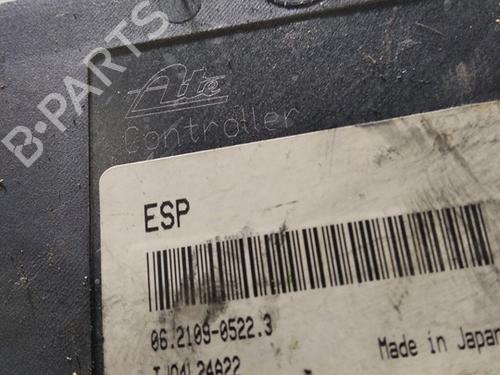 B-PARTS
Ate
Controller
ESP
06.2109-0522.3
Made in Japan